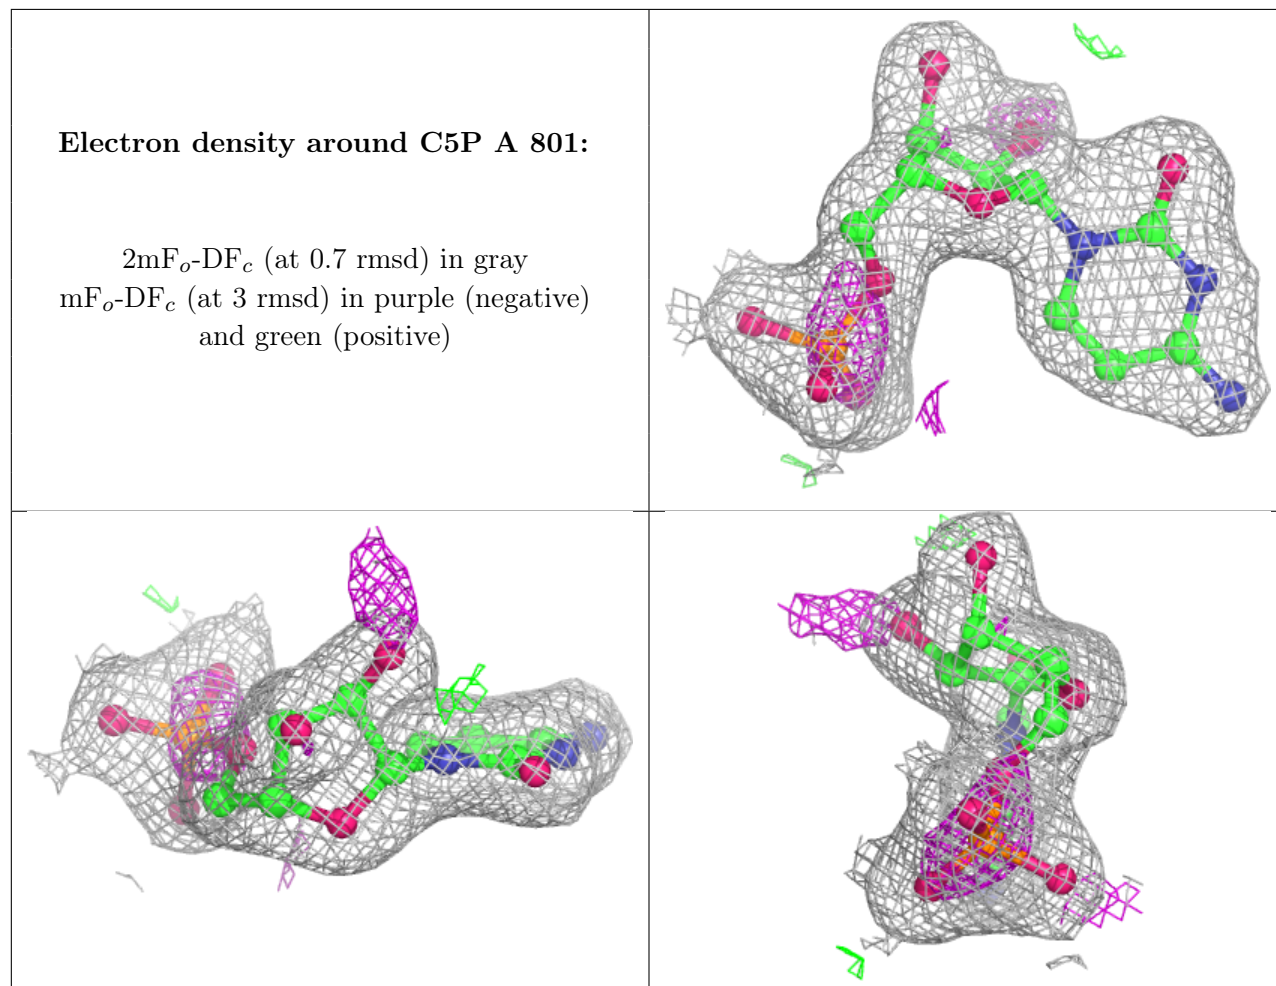 Electron density around C5P A 801:
2mFo-DFc (at 0.7 rmsd) in gray
mFo-DFc (at 3 rmsd) in purple (negative)
and green (positive)